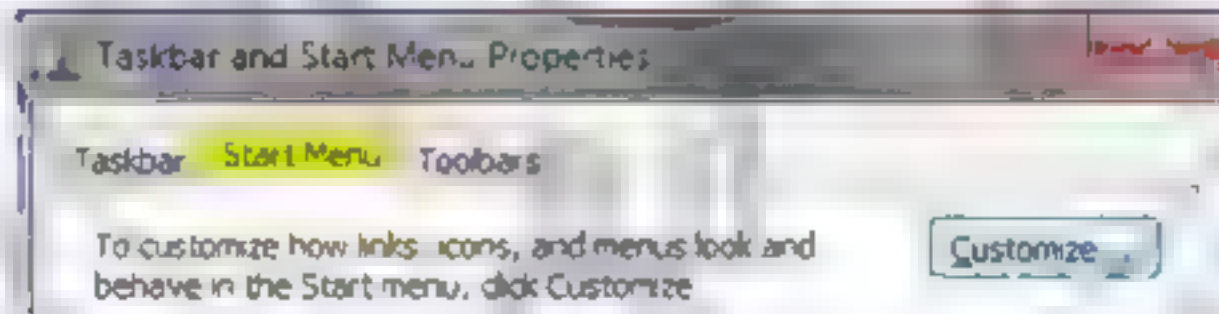 Taskbar and Start Menu Properties
Taskbar Start Menu Toolbars
To customize how links, icons, and menus look and
behave in the Start menu, click Customize
Customize...